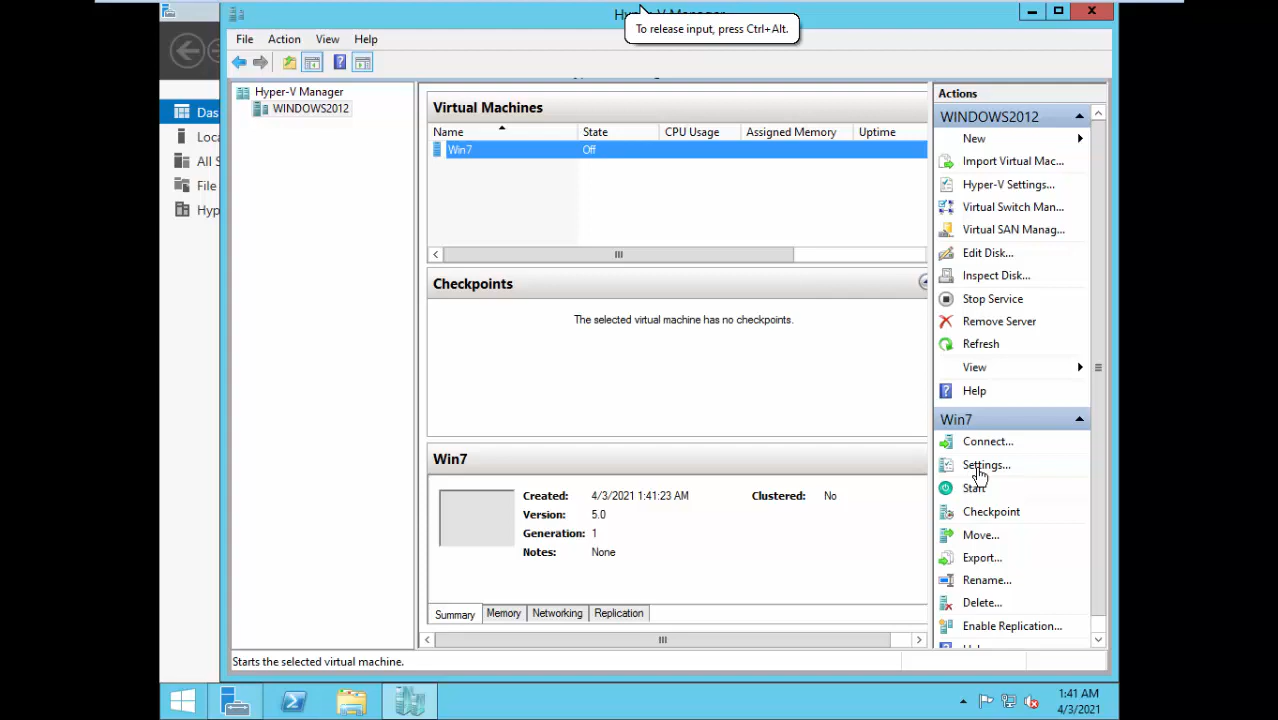 Hyper-V Manager
To release input, press Ctrl+Alt.
File Action View Help
Das
Loca
All S
File
Hyp
Hyper-V Manager
WINDOWS2012
Virtual Machines
Name State CPU Usage Assigned Memory Uptime
Win7 Off
Checkpoints
The selected virtual machine has no checkpoints.
Win7
Created: 4/3/2021 1:41:23 AM Clustered: No
Version: 5.0
Generation: 1
Notes: None
Summary Memory Networking Replication
Actions
WINDOWS2012
New
Import Virtual Mac...
Hyper-V Settings...
Virtual Switch Man...
Virtual SAN Manag...
Edit Disk...
Inspect Disk...
Stop Service
Remove Server
Refresh
View
Help
Win7
Connect...
Settings...
Start
Checkpoint
Move...
Export...
Rename...
Delete...
Enable Replication...
Starts the selected virtual machine.
1:41 AM
4/3/2021